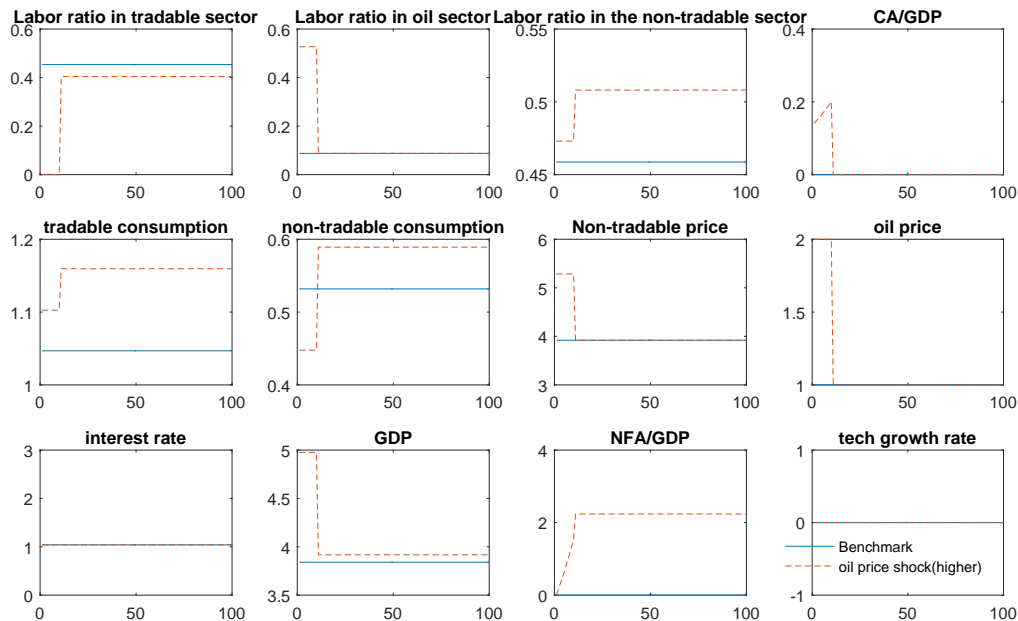 Labor ratio in tradable sector
Labor ratio in oil sector
Labor ratio in the non-tradable sector
CA/GDP
0.6
0.4
0.2
0
0 50 100
0.6
0.4
0.2
0
0 50 100
0.55
0.5
0.45
0 50 100
0.4
0.2
0
0 50 100
tradable consumption
non-tradable consumption
Non-tradable price
oil price
1.2
1.1
1
0 50 100
0.6
0.5
0.4
0 50 100
6
5
4
3
0 50 100
2
1.5
1
0 50 100
interest rate
GDP
NFA/GDP
tech growth rate
3
2
1
0
0 50 100
5
4.5
4
3.5
0 50 100
4
2
0
0 50 100
1
0
-1
0 50 100
Benchmark
oil price shock(higher)